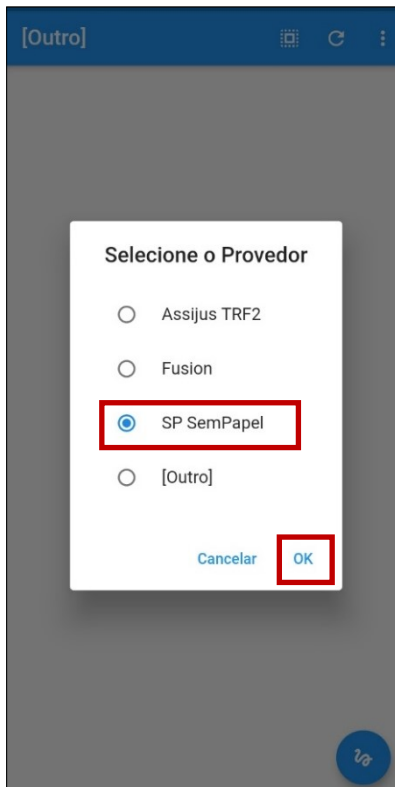 [Outro]
Selecione o Provedor
Assijus TRF2
Fusion
SP SemPapel
[Outro]
Cancelar OK